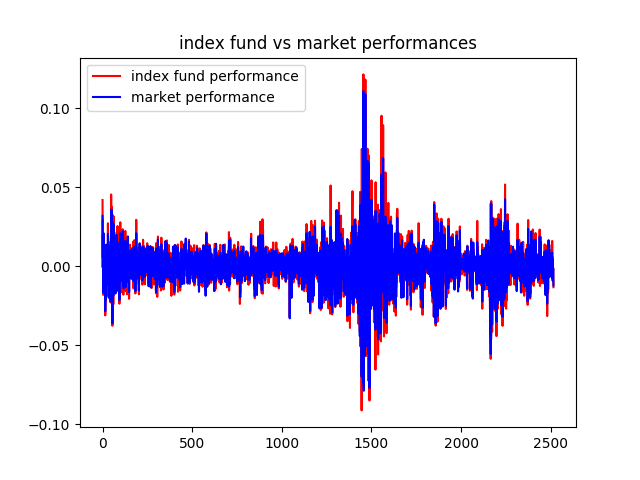 index fund vs market performances
index fund performance
market performance
0.10
0.05
0.00
−0.05
−0.10
0 500 1000 1500 2000 2500